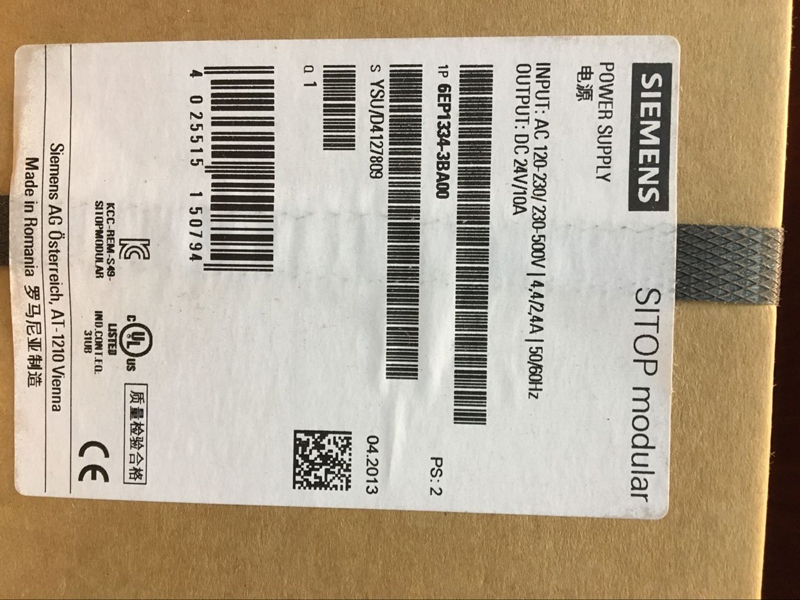 SIEMENS
SITOP modular
POWER SUPPLY
电源
INPUT: AC 120-230/ 230-500V | 4,4/2,4A | 50/60Hz
OUTPUT: DC 24V/10A
1P 6EP1334-3BA00
PS: 2
S YSU/D4127809
04.2013
Q 1
4 025515 150794
KCC-REM-S49-
SITOPMODULAR
C UL US
LISTED
IND.CONT.EQ.
31UB
质量检验合格
CE
Siemens AG Österreich, AT-1210 Vienna
Made in Romania 罗马尼亚制造